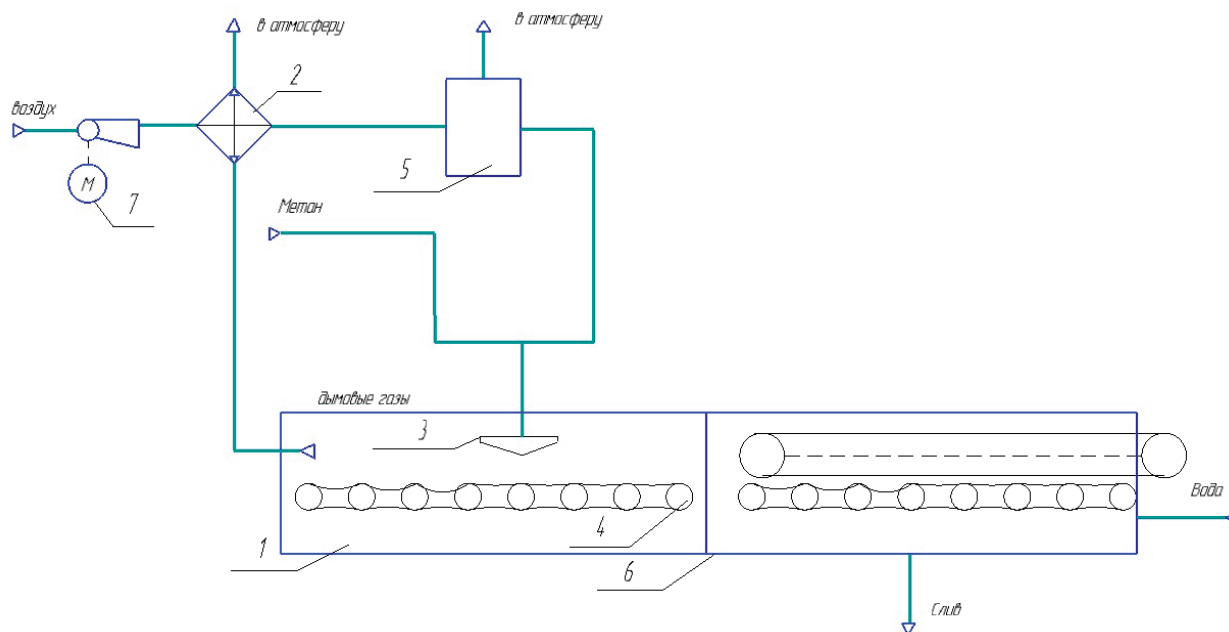 в атмосферу
в атмосферу
2
воздух
5
М
7
Метан
дымовые газы
3
Вода
1
4
6
Слив